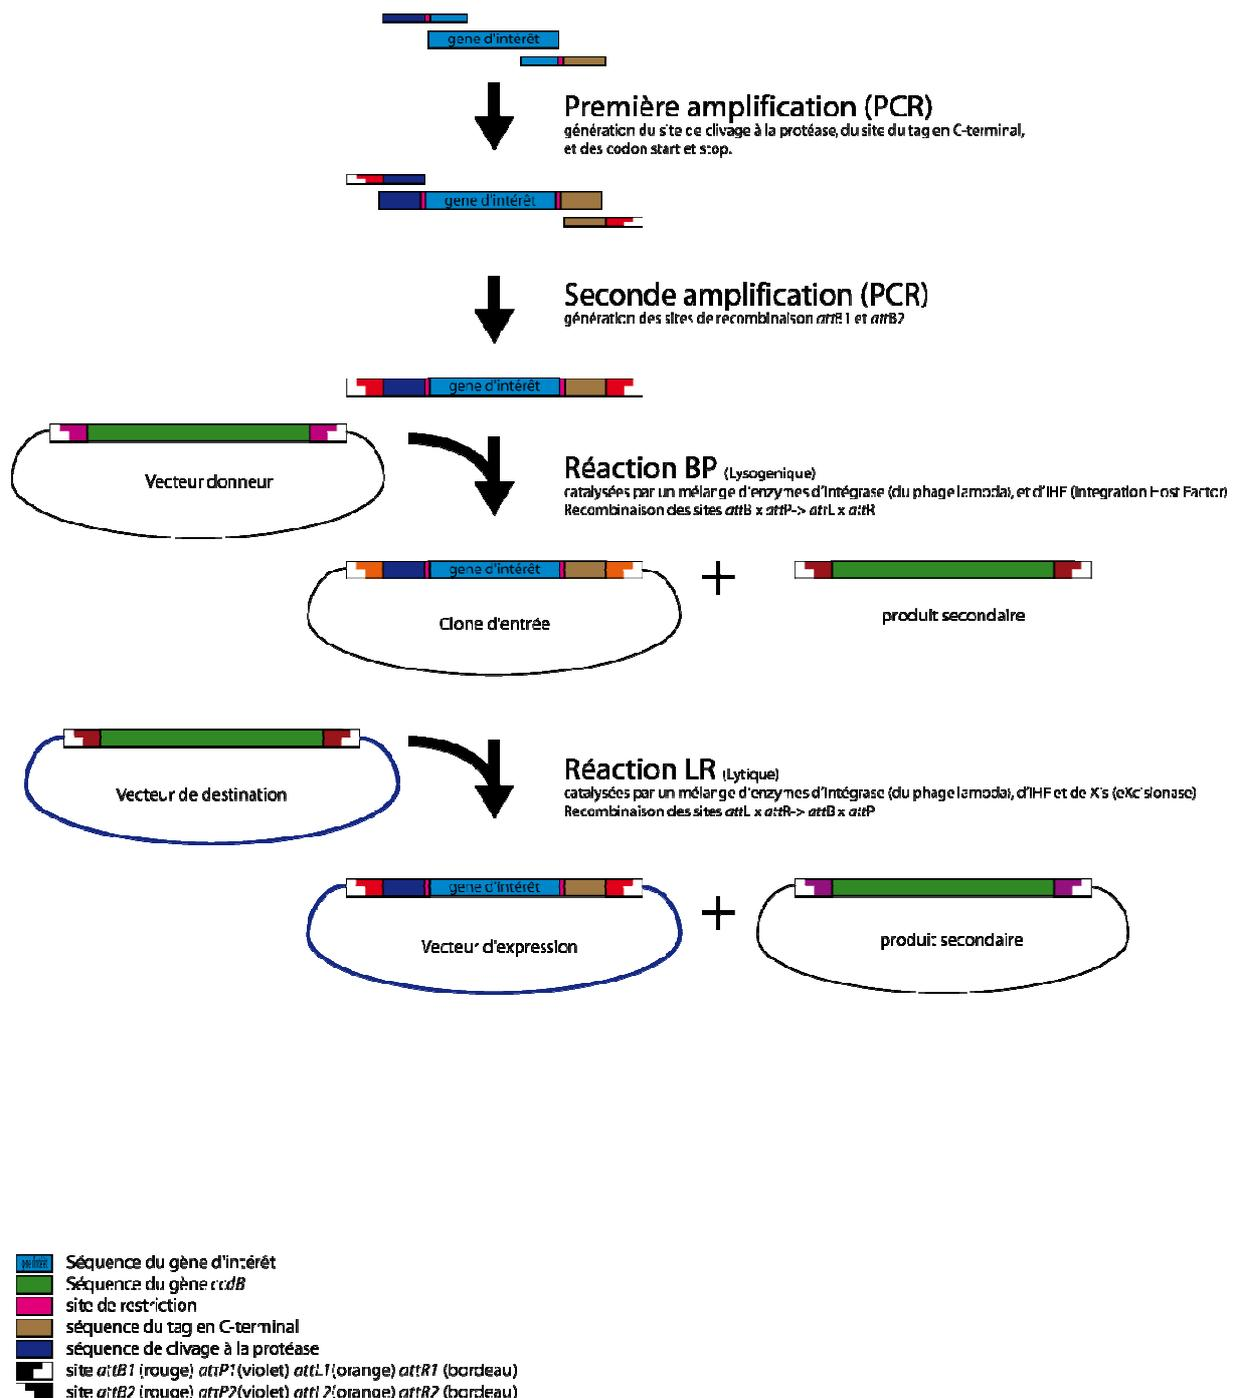 gene d'intérêt
Première amplification (PCR)
génération du site de clivage à la protéase, du site du tag en C-terminal,
et des codon start et stop.
gene d'intérêt
Seconde amplification (PCR)
génération des sites de recombinaison attB1 et attB2
gene d'intérêt
Vecteur donneur
Réaction BP (Lysogenique)
catalysées par un mélange d'enzymes d'Intégrase (du phage lamboda), et d'IHF (Integration Host Factor)
Recombinaison des sites attB x attP-> attL x attR
gene d'intérêt
Clone d'entrée
+
produit secondaire
Vecteur de destination
Réaction LR (Lytique)
catalysées par un mélange d'enzymes d'Intégrase (du phage lamboda), d'IHF et de Xis (eXcisionase)
Recombinaison des sites attL x attR-> attB x attP
gene d'intérêt
Vecteur d'expression
+
produit secondaire
Séquence du gène d'intérêt
Séquence du gène ccdB
site de restriction
séquence du tag en C-terminal
séquence de clivage à la protéase
site attB1 (rouge) attP1(violet) attL1(orange) attR1 (bordeau)
site attB2 (rouge) attP2(violet) attL2(orange) attR2 (bordeau)